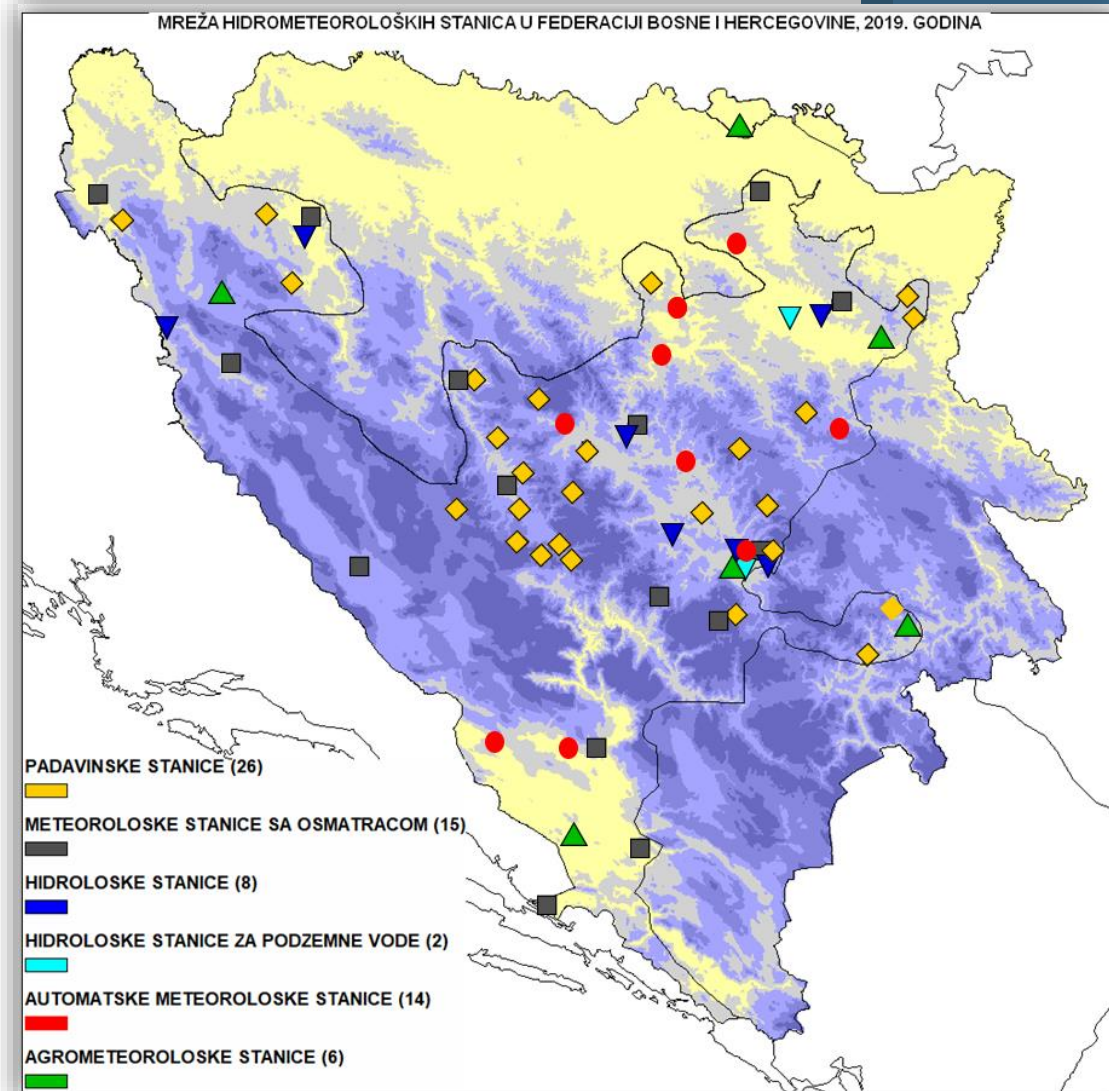 MREŽA HIDROMETEOROLOŠKIH STANICA U FEDERACIJI BOSNE I HERCEGOVINE, 2019. GODINA
PADAVINSKE STANICE (26)
METEOROLOSKE STANICE SA OSMATRACOM (15)
HIDROLOSKE STANICE (8)
HIDROLOSKE STANICE ZA PODZEMNE VODE (2)
AUTOMATSKE METEOROLOSKE STANICE (14)
AGROMETEOROLOSKE STANICE (6)